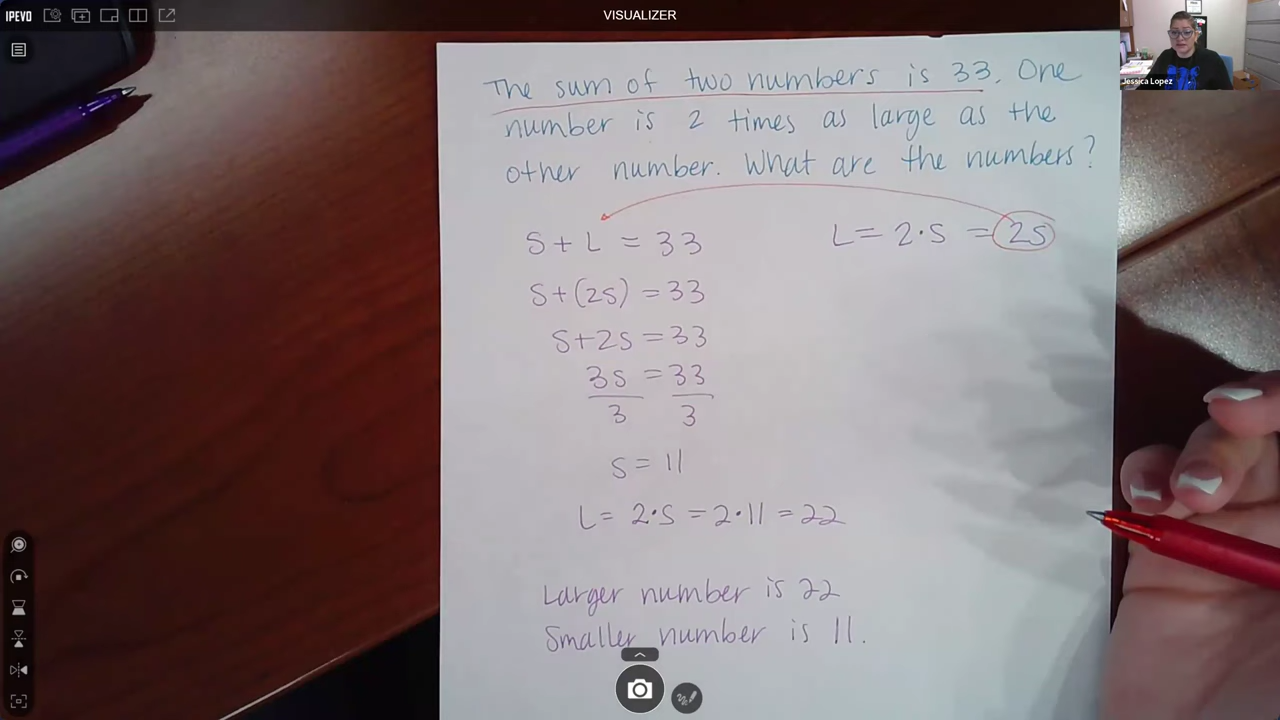 IPEVO
VISUALIZER
Jessica Lopez
The sum of two numbers is 33. One
number is 2 times as large as the
other number. What are the numbers?
S + L = 33
L = 2·S = 2S
S + (2S) = 33
S + 2S = 33
3S = 33
3 3
S = 11
L = 2·S = 2·11 = 22
Larger number is 22
Smaller number is 11.